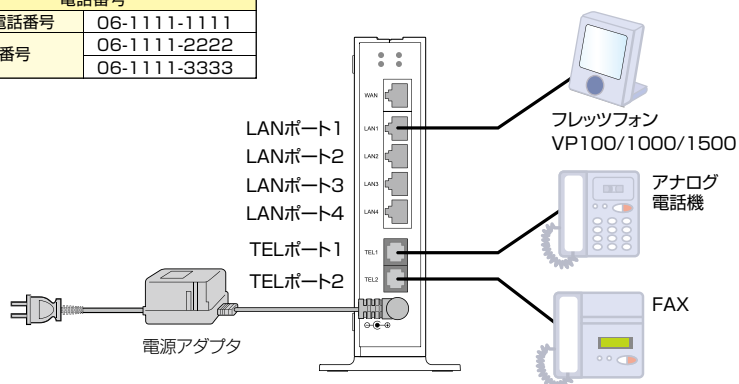 電話番号
電話番号 06-1111-1111
番号 06-1111-2222
06-1111-3333
WAN
LANポート1 LAN1
LANポート2 LAN2
LANポート3 LAN3
LANポート4 LAN4
TELポート1 TEL1
TELポート2 TEL2
フレッツフォン
VP100/1000/1500
アナログ
電話機
FAX
電源アダプタ